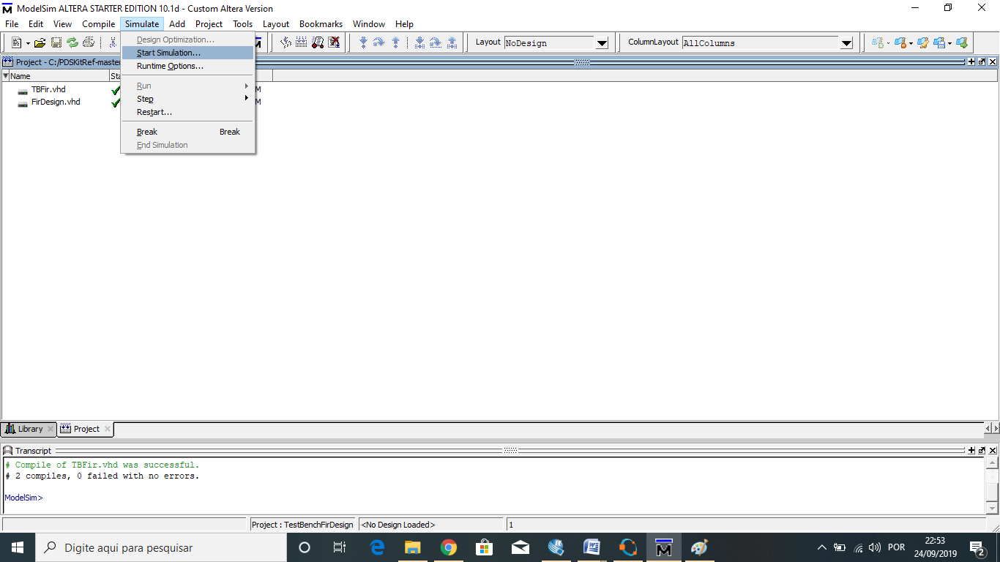 ModelSim ALTERA STARTER EDITION 10.1d - Custom Altera Version
File Edit View Compile Simulate Add Project Tools Layout Bookmarks Window Help
Design Optimization...
Start Simulation...
Runtime Options...
Run
Step
Restart...
Break Break
End Simulation
Layout NoDesign
ColumnLayout AllColumns
Project - C:/PDSKitRef-master
Name Sta
TBFir.vhd M
FirDesign.vhd M
Library Project
Transcript
# Compile of TBFir.vhd was successful.
# 2 compiles, 0 failed with no errors.
ModelSim>
Project : TestBenchFirDesign <No Design Loaded> 1
Digite aqui para pesquisar
POR
22:53
24/09/2019
2